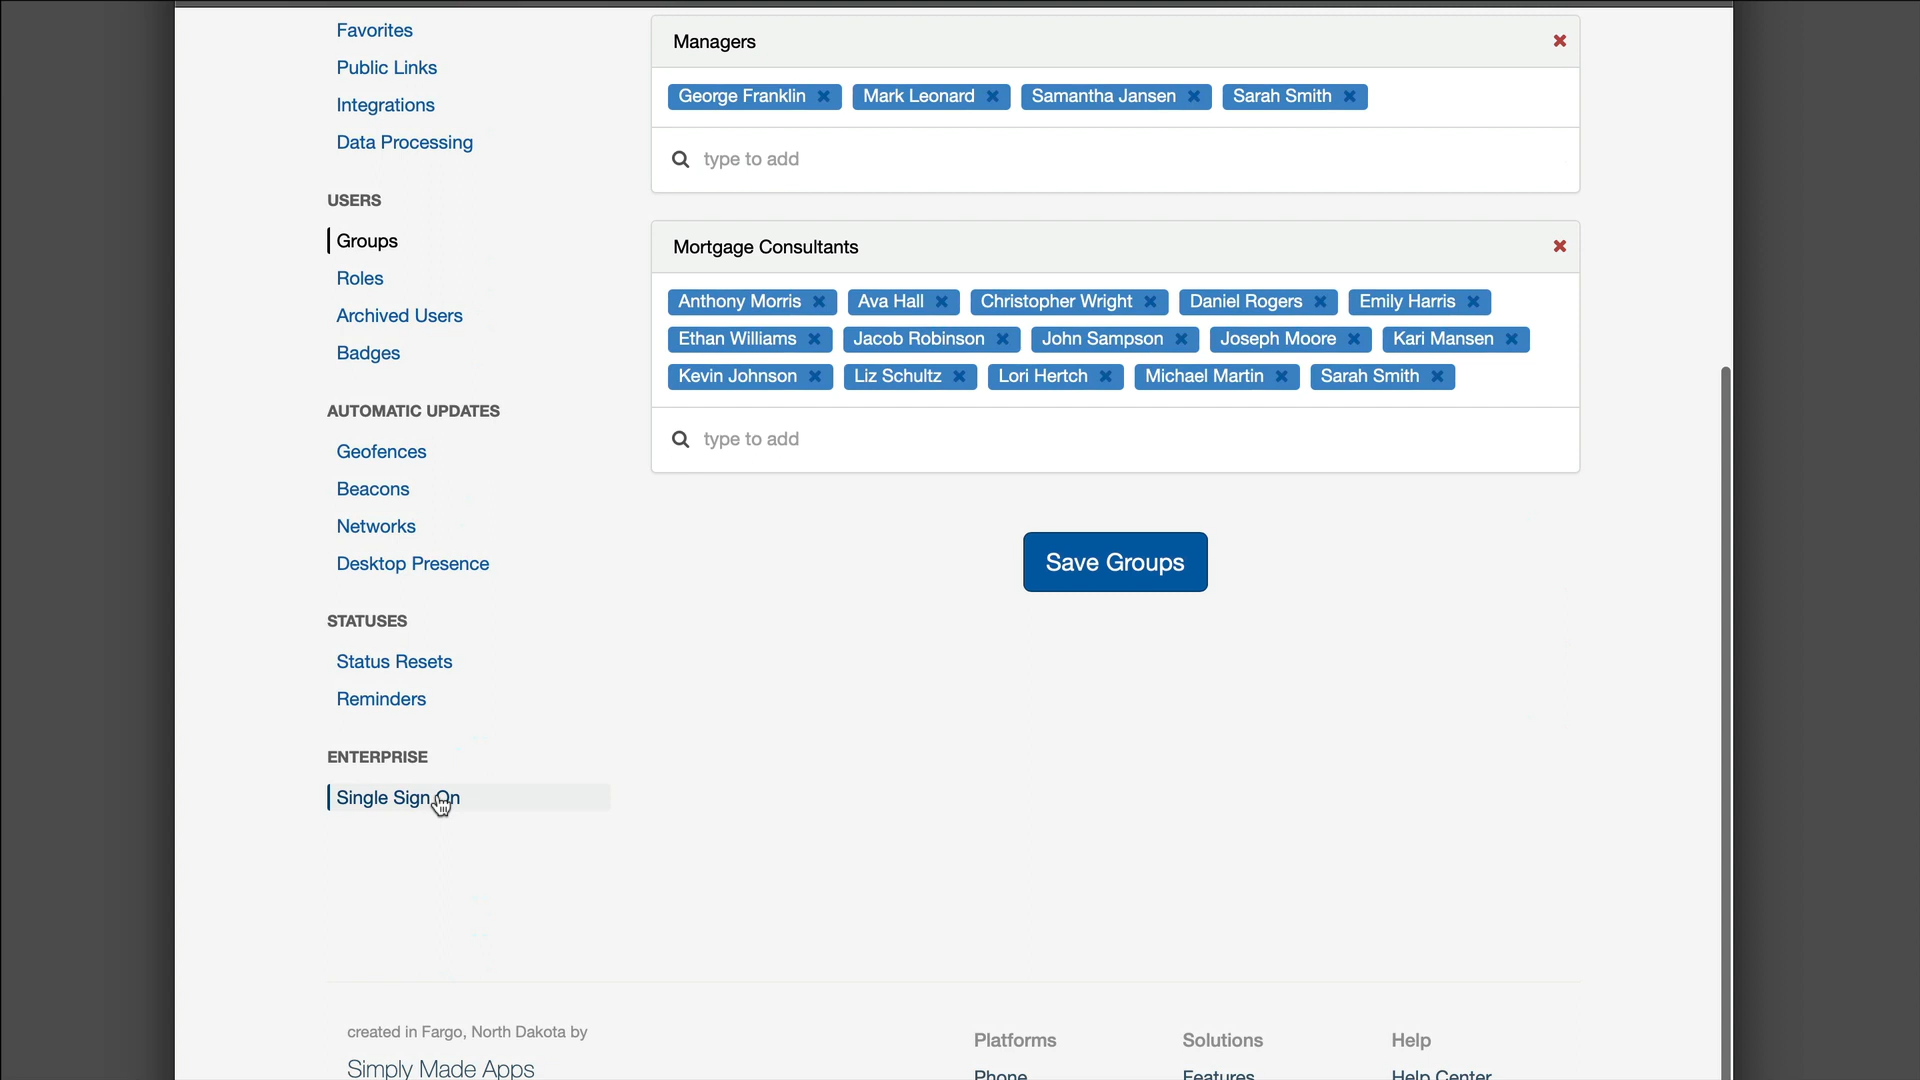 Favorites
Public Links
Integrations
Data Processing
USERS
Groups
Roles
Archived Users
Badges
AUTOMATIC UPDATES
Geofences
Beacons
Networks
Desktop Presence
STATUSES
Status Resets
Reminders
ENTERPRISE
Single Sign On
Managers
George Franklin Mark Leonard Samantha Jansen Sarah Smith
type to add
Mortgage Consultants
Anthony Morris Ava Hall Christopher Wright Daniel Rogers Emily Harris
Ethan Williams Jacob Robinson John Sampson Joseph Moore Kari Mansen
Kevin Johnson Liz Schultz Lori Hertch Michael Martin Sarah Smith
type to add
Save Groups
created in Fargo, North Dakota by
Simply Made Apps
Platforms
Phone
Solutions
Features
Help
Help Center